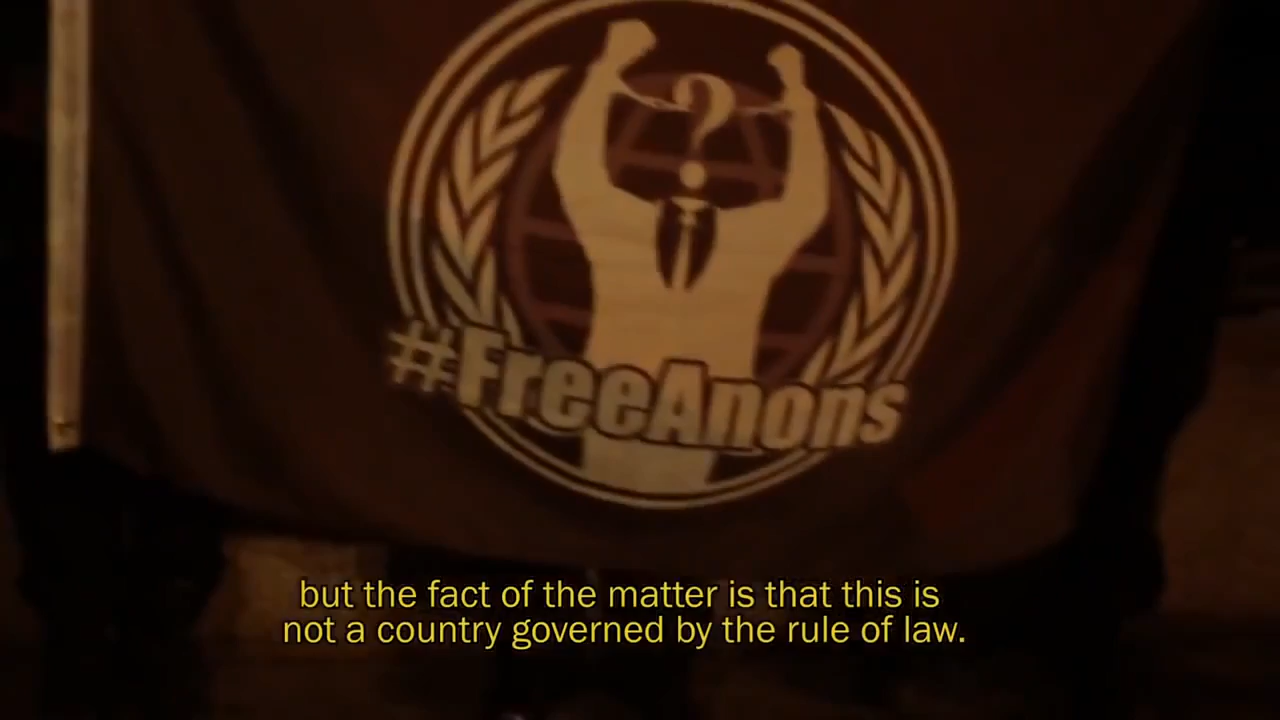 ?
#FreeAnons
but the fact of the matter is that this is
not a country governed by the rule of law.